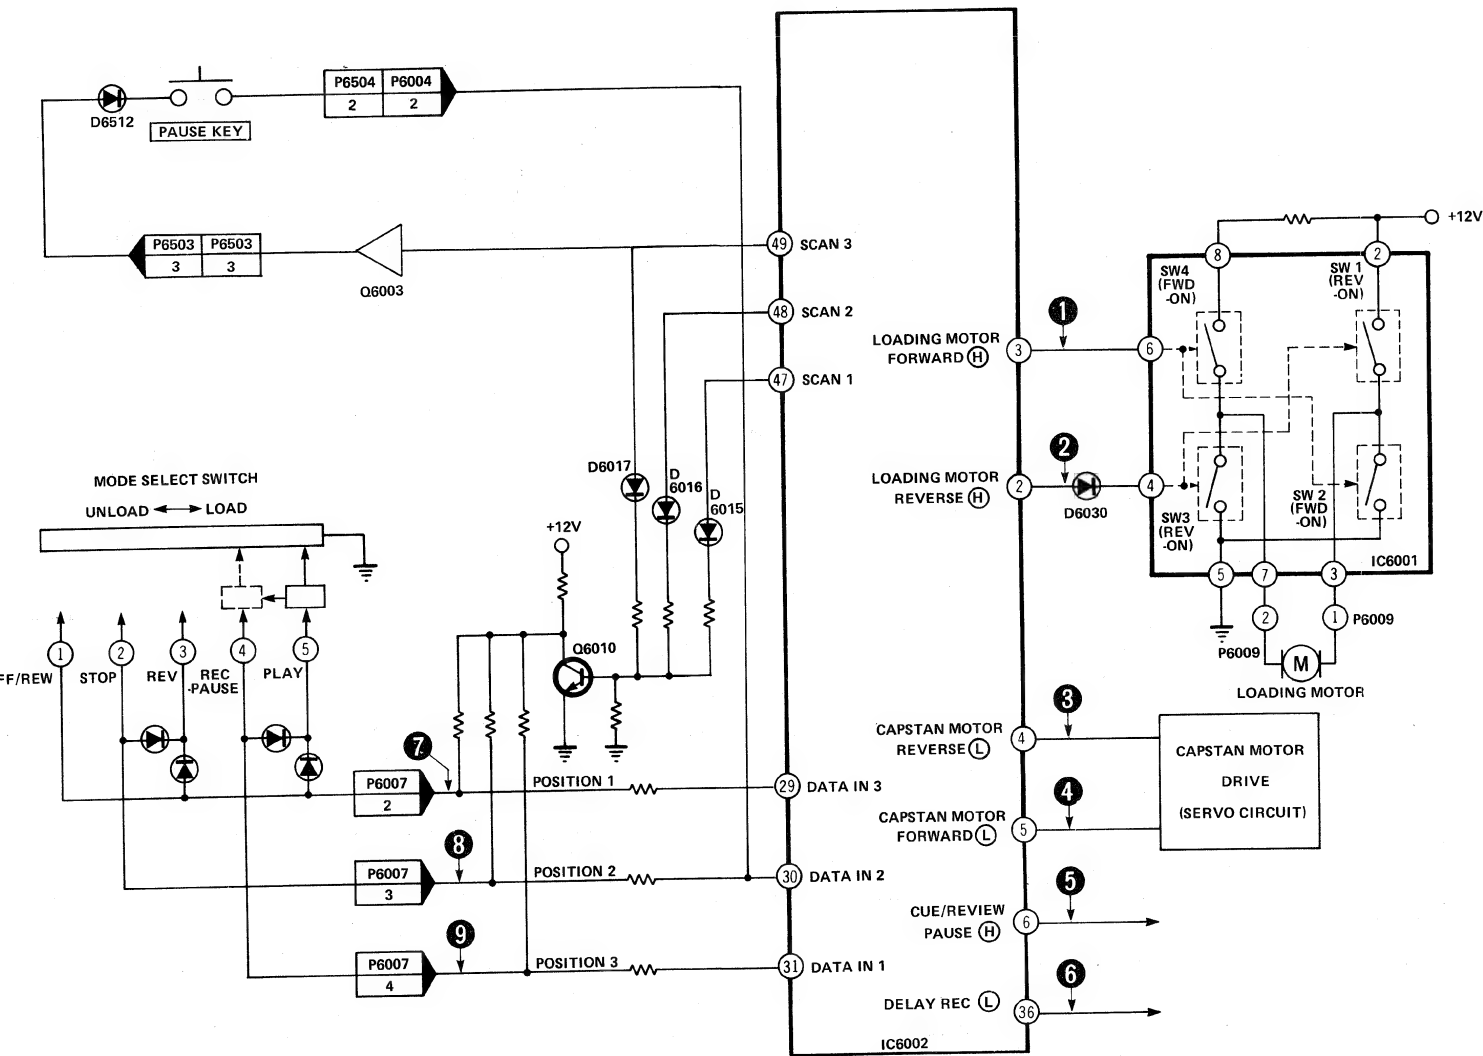 P6504 P6004
2 2
D6512
PAUSE KEY
P6503 P6503
3 3
Q6003
49 SCAN 3
48 SCAN 2
47 SCAN 1
+12V
8
2
SW4
(FWD
-ON)
SW 1
(REV
-ON)
1
LOADING MOTOR
FORWARD H
3
6
2
LOADING MOTOR
REVERSE H
2
D6030
4
SW3
(REV
-ON)
SW 2
(FWD
-ON)
IC6001
5 7 3
2 1
P6009
P6009
M
LOADING MOTOR
D6017
D
6016
D
6015
MODE SELECT SWITCH
UNLOAD LOAD
+12V
Q6010
1 2 3 4 5
FF/REW
STOP
REV
REC
-PAUSE
PLAY
3
CAPSTAN MOTOR
REVERSE L
4
4
CAPSTAN MOTOR
FORWARD L
5
CAPSTAN MOTOR
DRIVE
(SERVO CIRCUIT)
7
P6007
2
POSITION 1
29 DATA IN 3
8
P6007
3
POSITION 2
30 DATA IN 2
5
CUE/REVIEW
PAUSE H
6
9
P6007
4
POSITION 3
31 DATA IN 1
6
DELAY REC L
36
IC6002